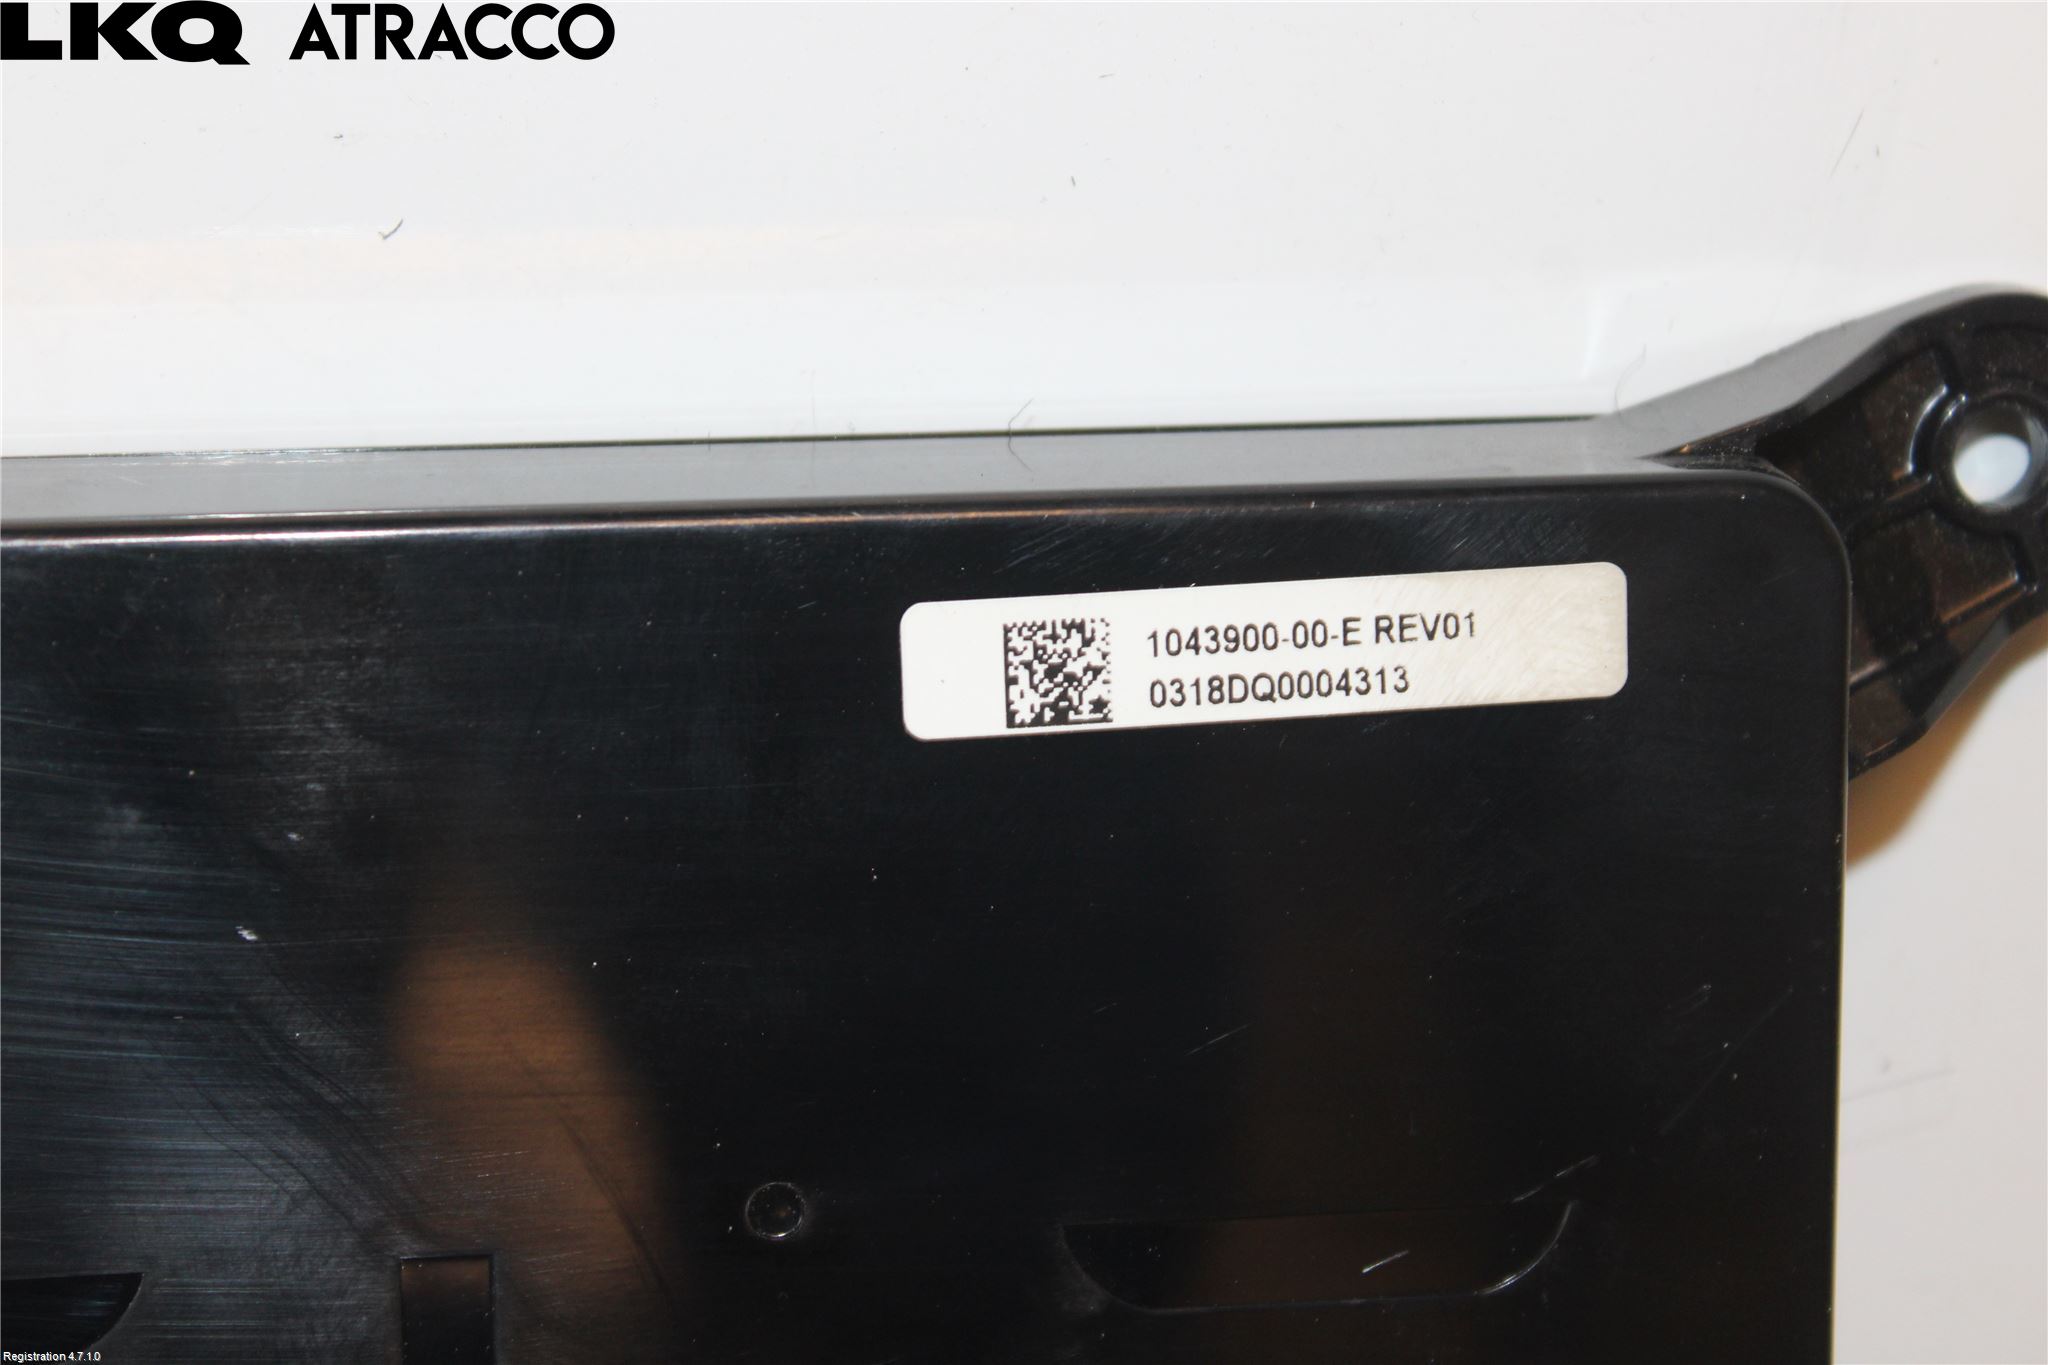 LKQ ATRACCO
1043900-00-E REV01
0318DQ0004313
Registration 4.7.1.0